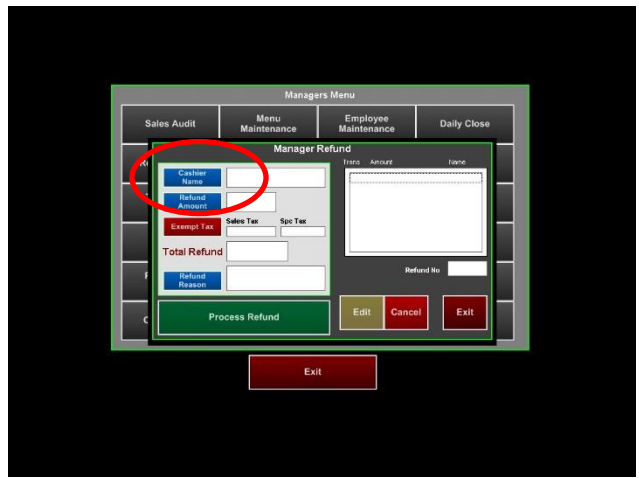 Managers Menu
Sales Audit
Menu
Maintenance
Employee
Maintenance
Daily Close
Manager Refund
Trans Amount Name
Cashier
Name
Refund
Amount
Exempt Tax
Sales Tax Spc Tax
Total Refund
Refund No
Refund
Reason
Process Refund
Edit
Cancel
Exit
Exit